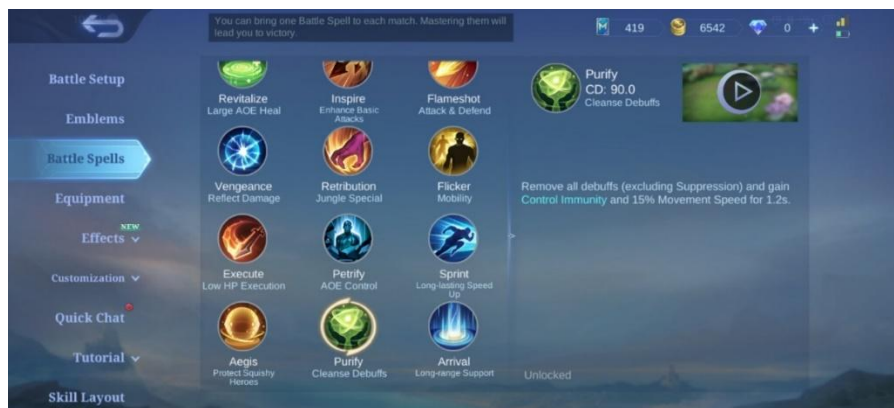 You can bring one Battle Spell to each match. Mastering them will
lead you to victory.
419
6542
0
+
Battle Setup
Emblems
Battle Spells
Equipment
NEW
Effects
Customization
Quick Chat
Tutorial
Skill Layout
Revitalize
Large AOE Heal
Inspire
Enhance Basic
Attacks
Flameshot
Attack & Defend
Vengeance
Reflect Damage
Retribution
Jungle Special
Flicker
Mobility
Execute
Low HP Execution
Petrify
AOE Control
Sprint
Long-lasting Speed
Up
Aegis
Protect Squishy
Heroes
Purify
Cleanse Debuffs
Arrival
Long-range Support
Purify
CD: 90.0
Cleanse Debuffs
Remove all debuffs (excluding Suppression) and gain
Control Immunity and 15% Movement Speed for 1.2s.
Unlocked